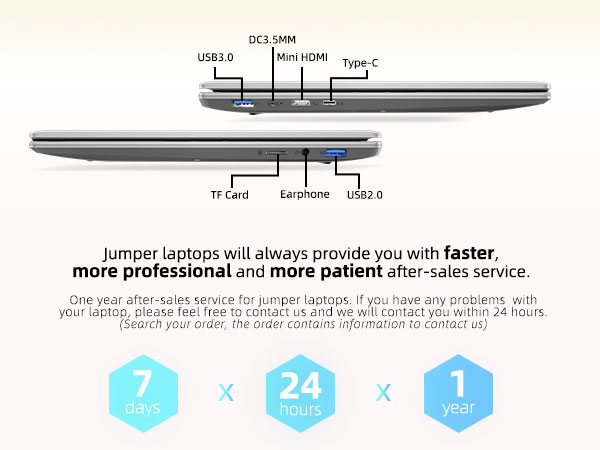 DC3.5MM
USB3.0
Mini HDMI
Type-C
TF Card
Earphone
USB2.0
Jumper laptops will always provide you with faster,
more professional and more patient after-sales service.
One year after-sales service for jumper laptops. If you have any problems with
your laptop, please feel free to contact us and we will contact you within 24 hours.
(Search your order, the order contains information to contact us)
7
days
x
24
hours
x
1
year